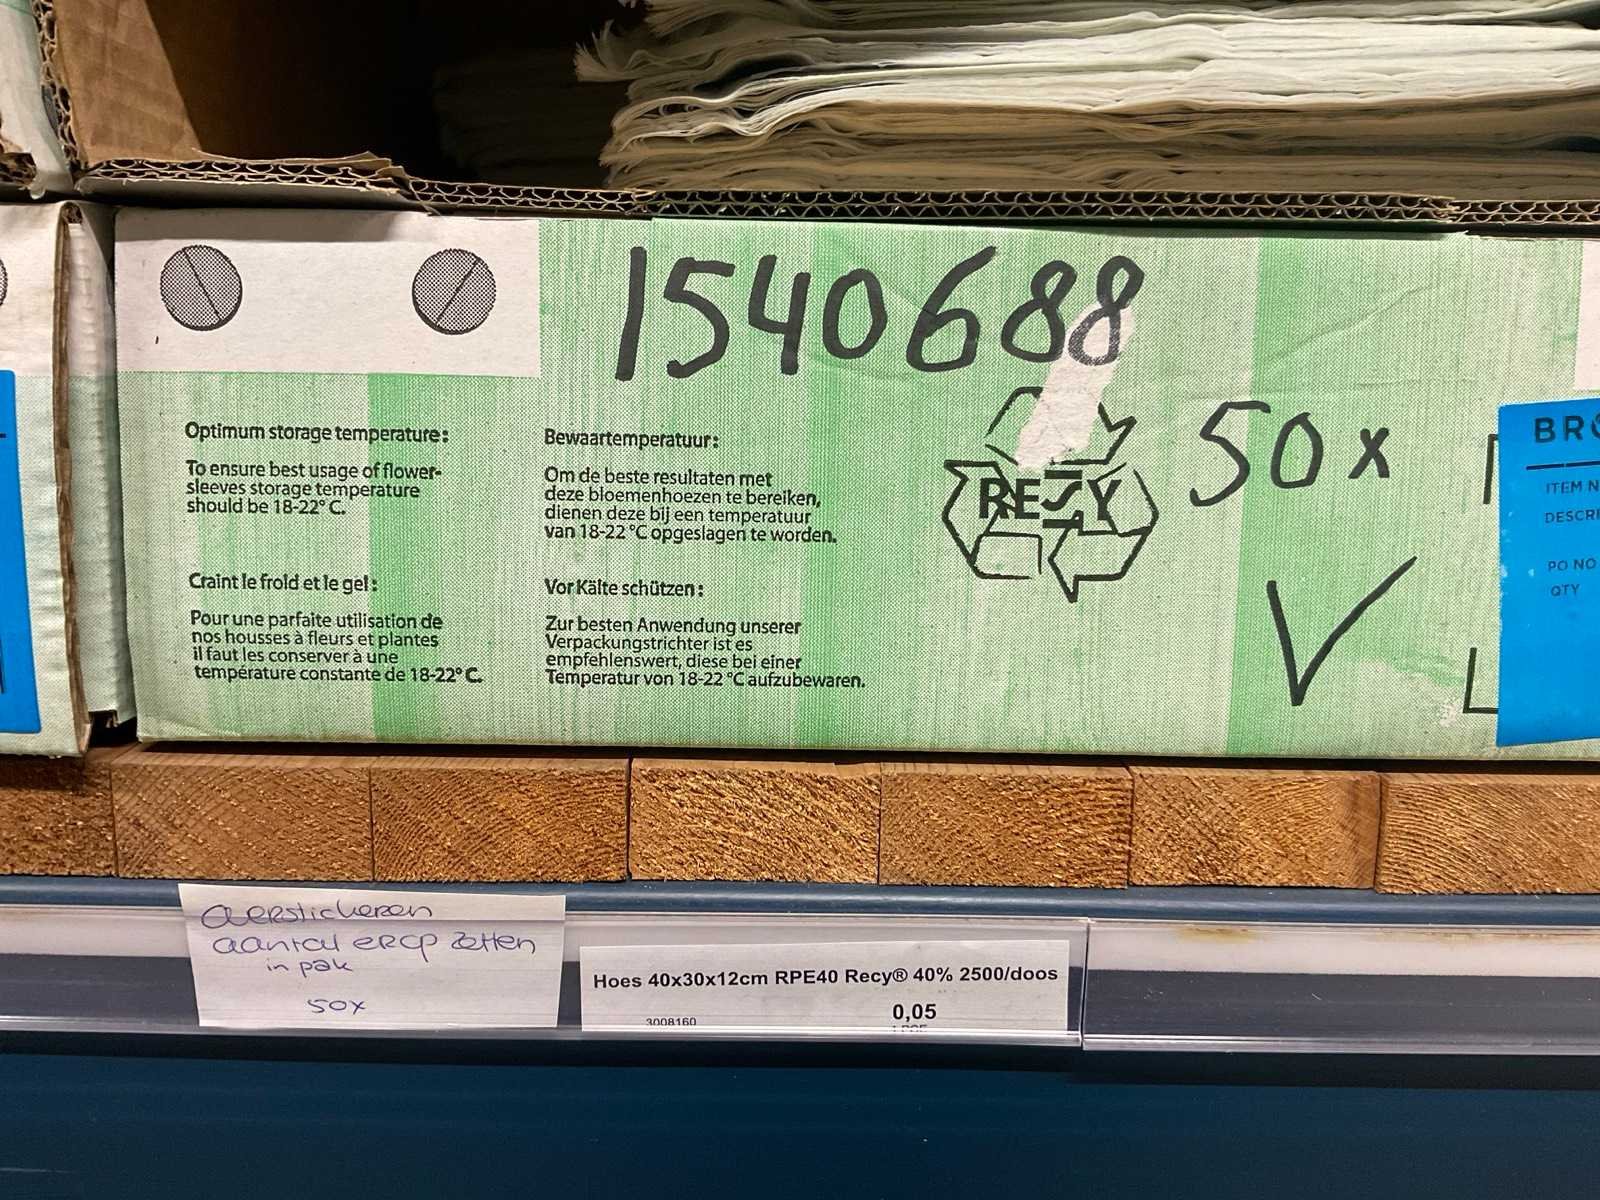 1540688
50x
Optimum storage temperature:
To ensure best usage of flower-
sleeves storage temperature
should be 18-22° C.
Bewaartemperatuur:
Om de beste resultaten met
deze bloemenhoezen te bereiken,
dienen deze bij een temperatuur
van 18-22 °C opgeslagen te worden.
Craint le froid et le gel:
Pour une parfaite utilisation de
nos housses à fleurs et plantes
il faut les conserver à une
température constante de 18-22° C.
Vor Kälte schützen:
Zur besten Anwendung unserer
Verpackungstrichter ist es
empfehlenswert, diese bei einer
Temperatur von 18-22 °C aufzubewaren.
RESY
ITEM N
DESCRI
PO NO
QTY
overstickeren
aantal erop zetten
in pak
50x
Hoes 40x30x12cm RPE40 Recy® 40% 2500/doos
0,05
3008160